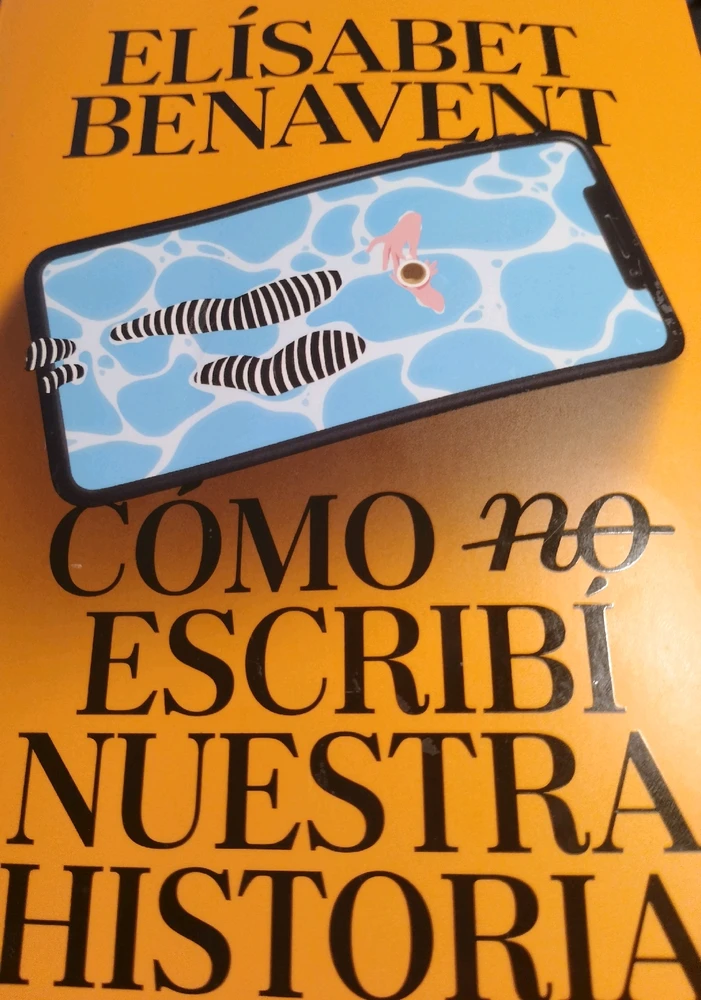 ELÍSABET
BENAVENT
CÓMO no
ESCRIBÍ
NUESTRA
HISTORIA